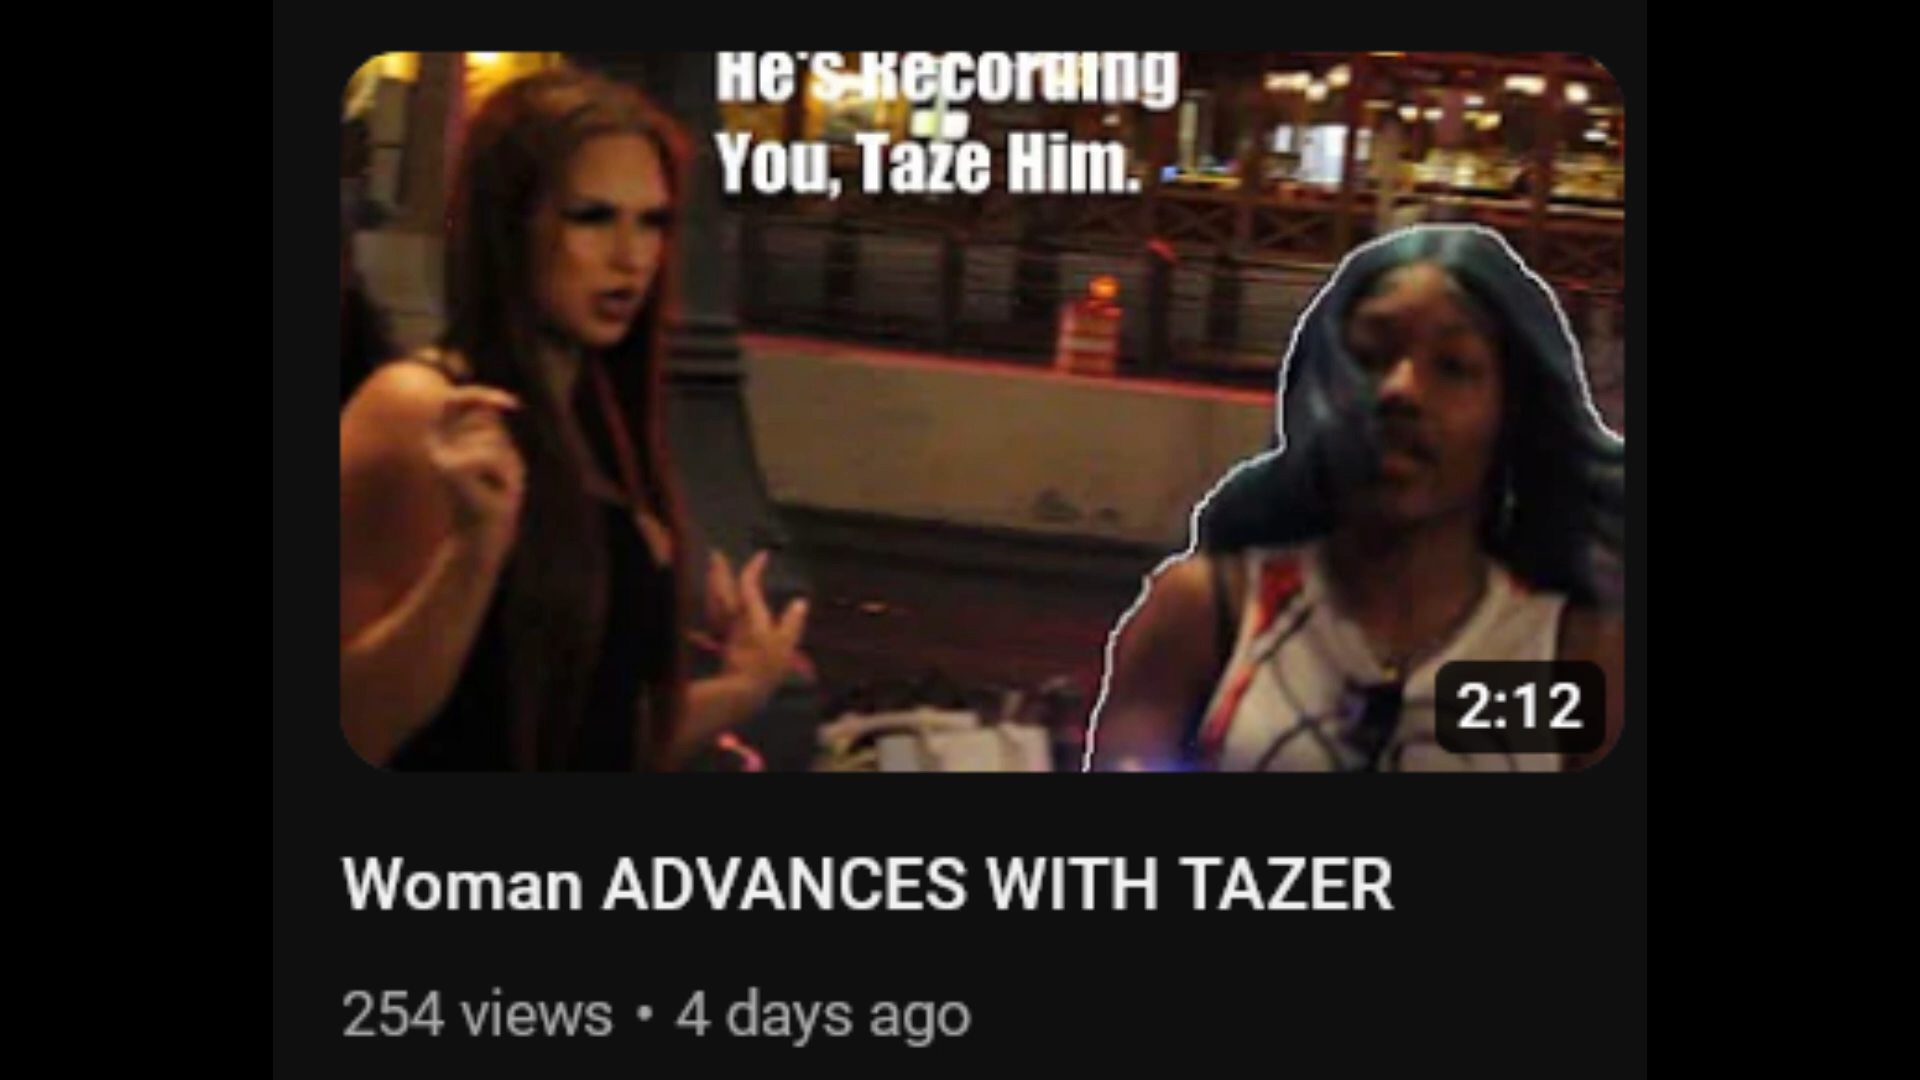 He's Recording
You, Taze Him.
2:12
Woman ADVANCES WITH TAZER
254 views • 4 days ago